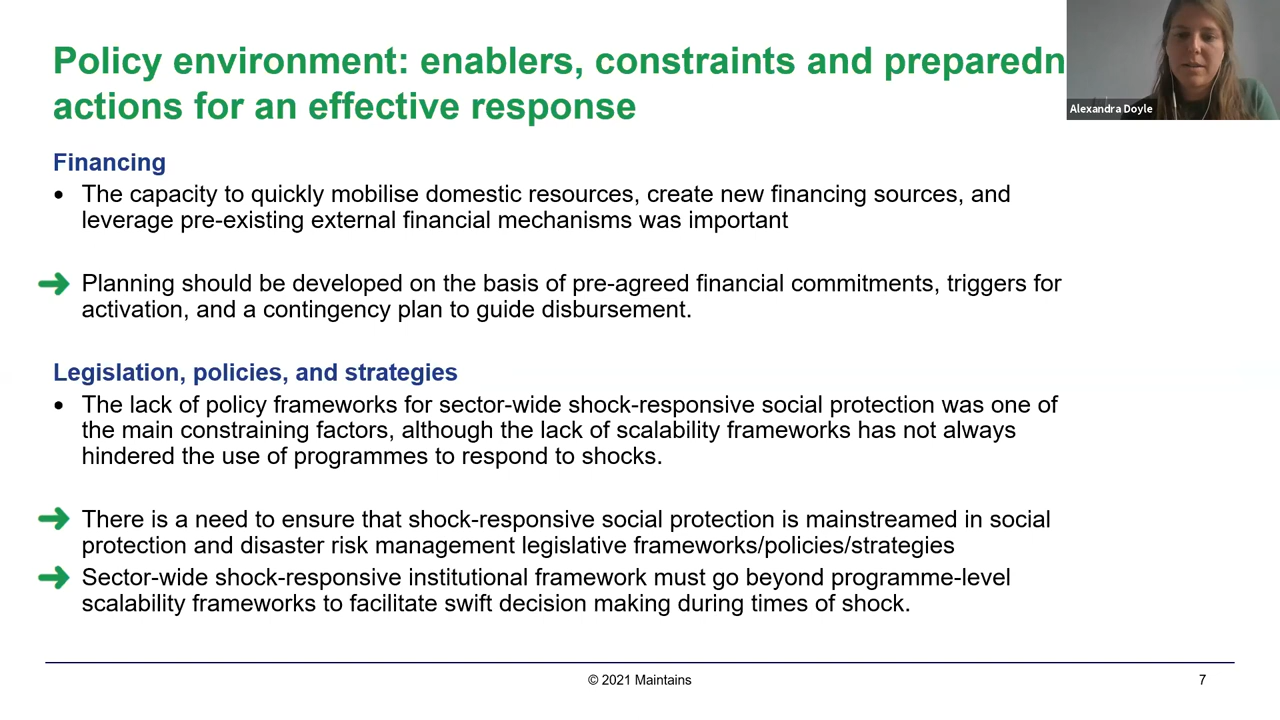 Policy environment: enablers, constraints and preparedn
actions for an effective response
Alexandra Doyle
Financing
• The capacity to quickly mobilise domestic resources, create new financing sources, and
leverage pre-existing external financial mechanisms was important
Planning should be developed on the basis of pre-agreed financial commitments, triggers for
activation, and a contingency plan to guide disbursement.
Legislation, policies, and strategies
• The lack of policy frameworks for sector-wide shock-responsive social protection was one of
the main constraining factors, although the lack of scalability frameworks has not always
hindered the use of programmes to respond to shocks.
There is a need to ensure that shock-responsive social protection is mainstreamed in social
protection and disaster risk management legislative frameworks/policies/strategies
Sector-wide shock-responsive institutional framework must go beyond programme-level
scalability frameworks to facilitate swift decision making during times of shock.
© 2021 Maintains
7